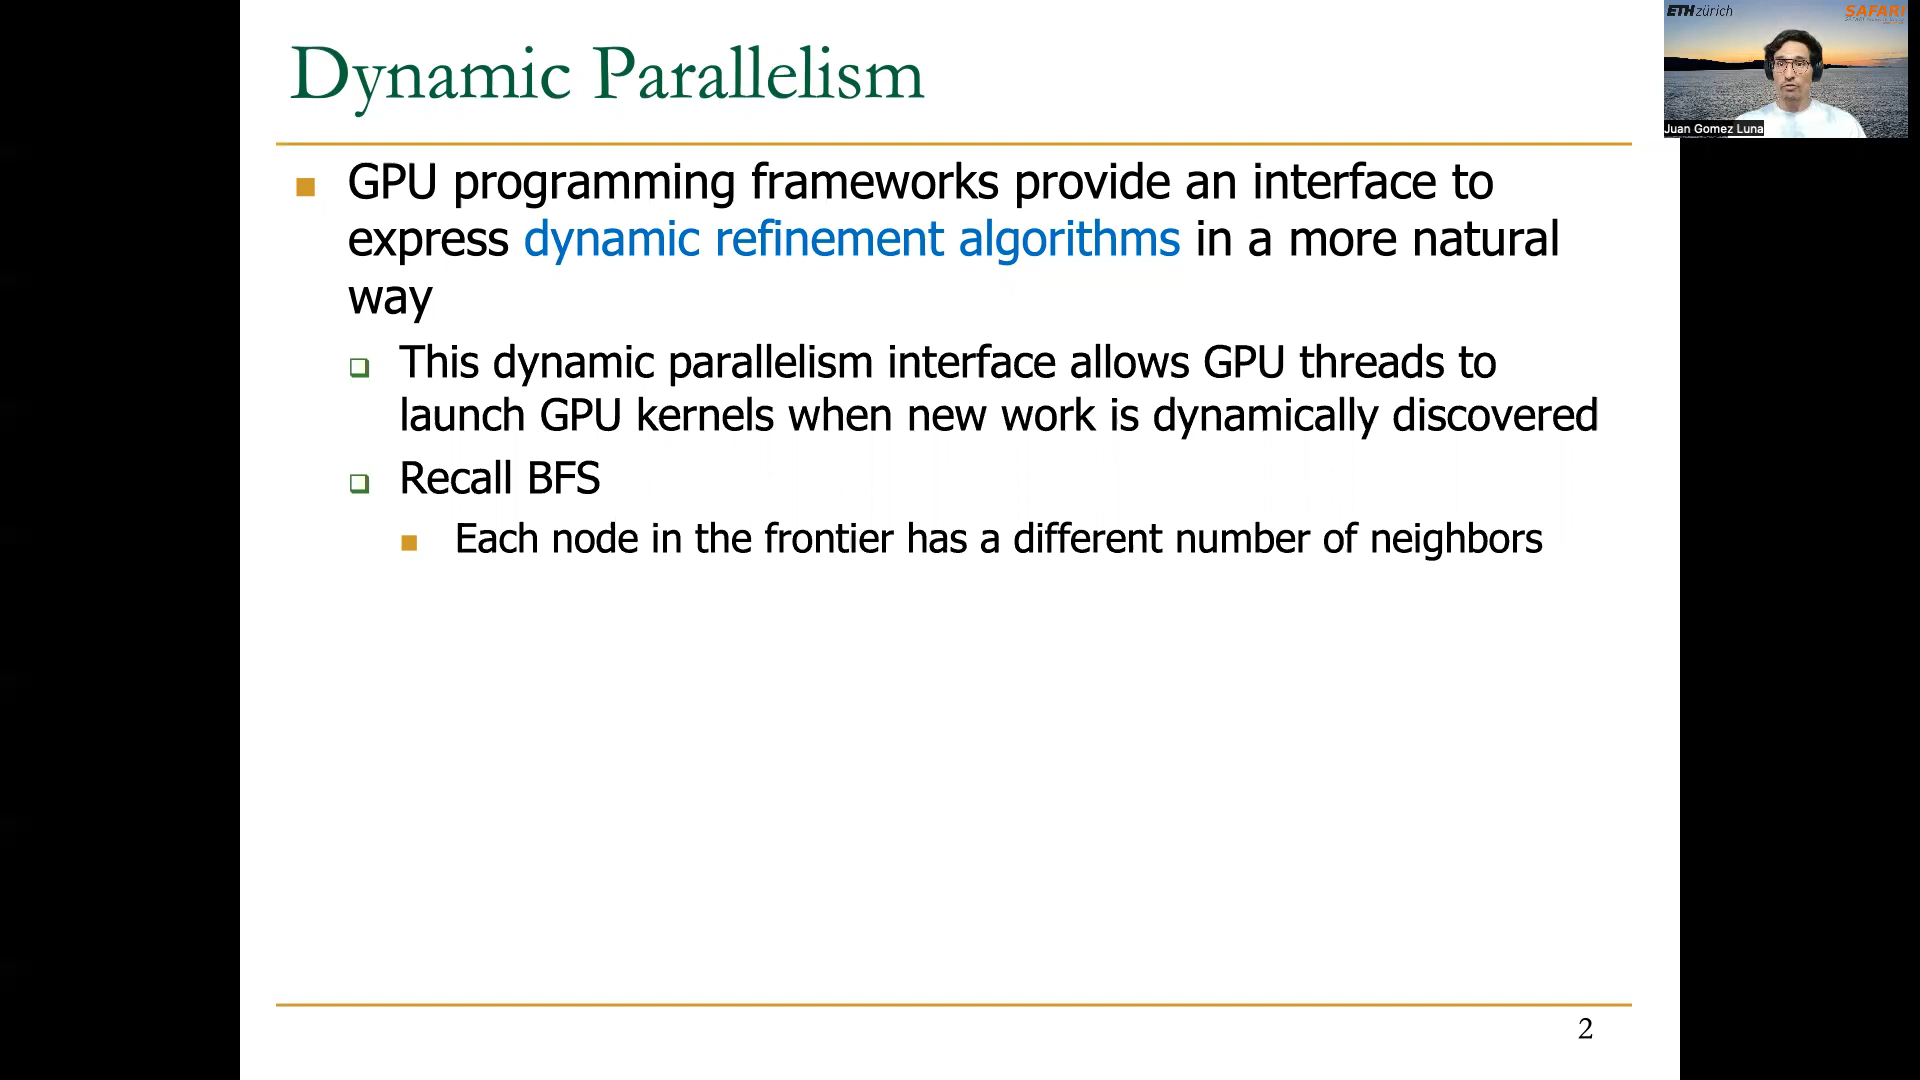 Dynamic Parallelism
GPU programming frameworks provide an interface to
express dynamic refinement algorithms in a more natural
way
This dynamic parallelism interface allows GPU threads to
launch GPU kernels when new work is dynamically discovered
Recall BFS
Each node in the frontier has a different number of neighbors
2
ETH zürich
SAFARI
Juan Gomez Luna